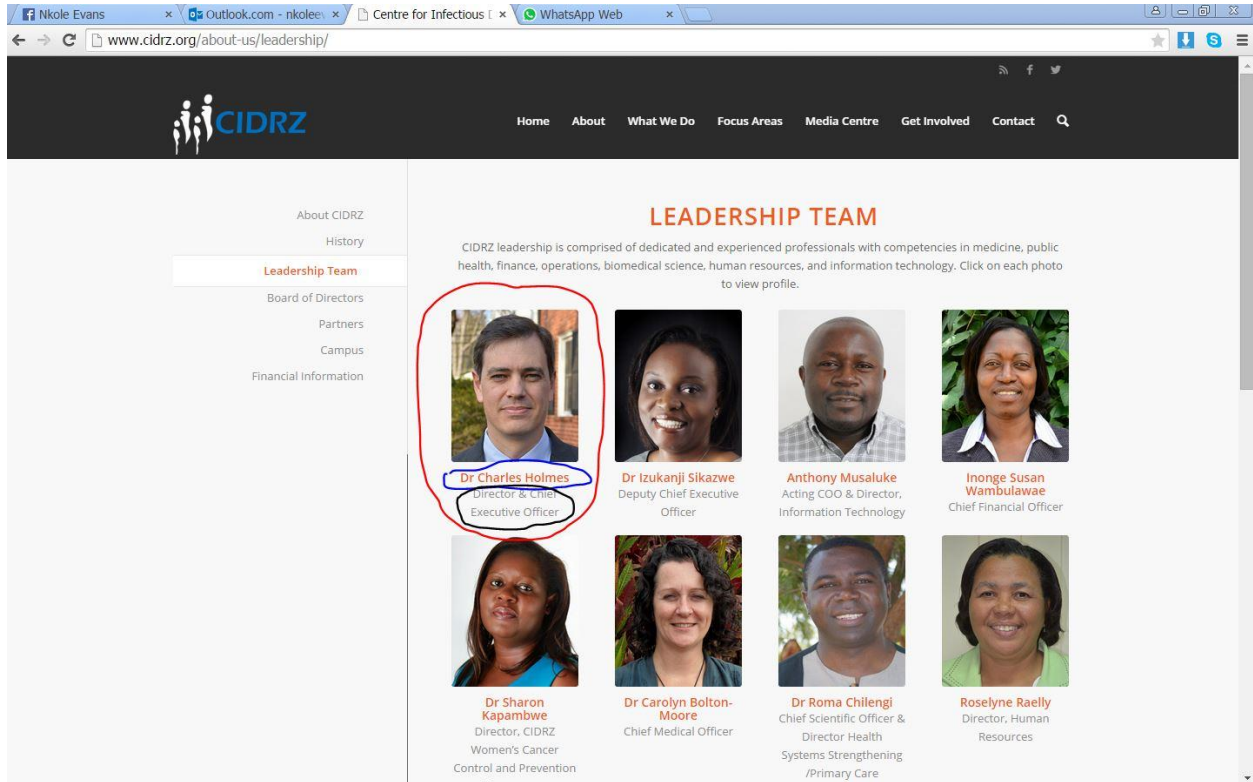 Nkole Evans
Outlook.com - nkolee
Centre for Infectious
WhatsApp Web
www.cidrz.org/about-us/leadership/
CIDRZ
Home About What We Do Focus Areas Media Centre Get Involved Contact
About CIDRZ
History
Leadership Team
Board of Directors
Partners
Campus
Financial Information
LEADERSHIP TEAM
CIDRZ leadership is comprised of dedicated and experienced professionals with competencies in medicine, public
health, finance, operations, biomedical science, human resources, and information technology. Click on each photo
to view profile.
Dr Charles Holmes
Director & Chief
Executive Officer
Dr Izukanji Sikazwe
Deputy Chief Executive
Officer
Anthony Musaluke
Acting COO & Director,
Information Technology
Inonge Susan
Wambulawae
Chief Financial Officer
Dr Sharon
Kapambwe
Director, CIDRZ
Women's Cancer
Control and Prevention
Dr Carolyn Bolton-
Moore
Chief Medical Officer
Dr Roma Chilengi
Chief Scientific Officer &
Director Health
Systems Strengthening
/Primary Care
Roselyne Raelly
Director, Human
Resources